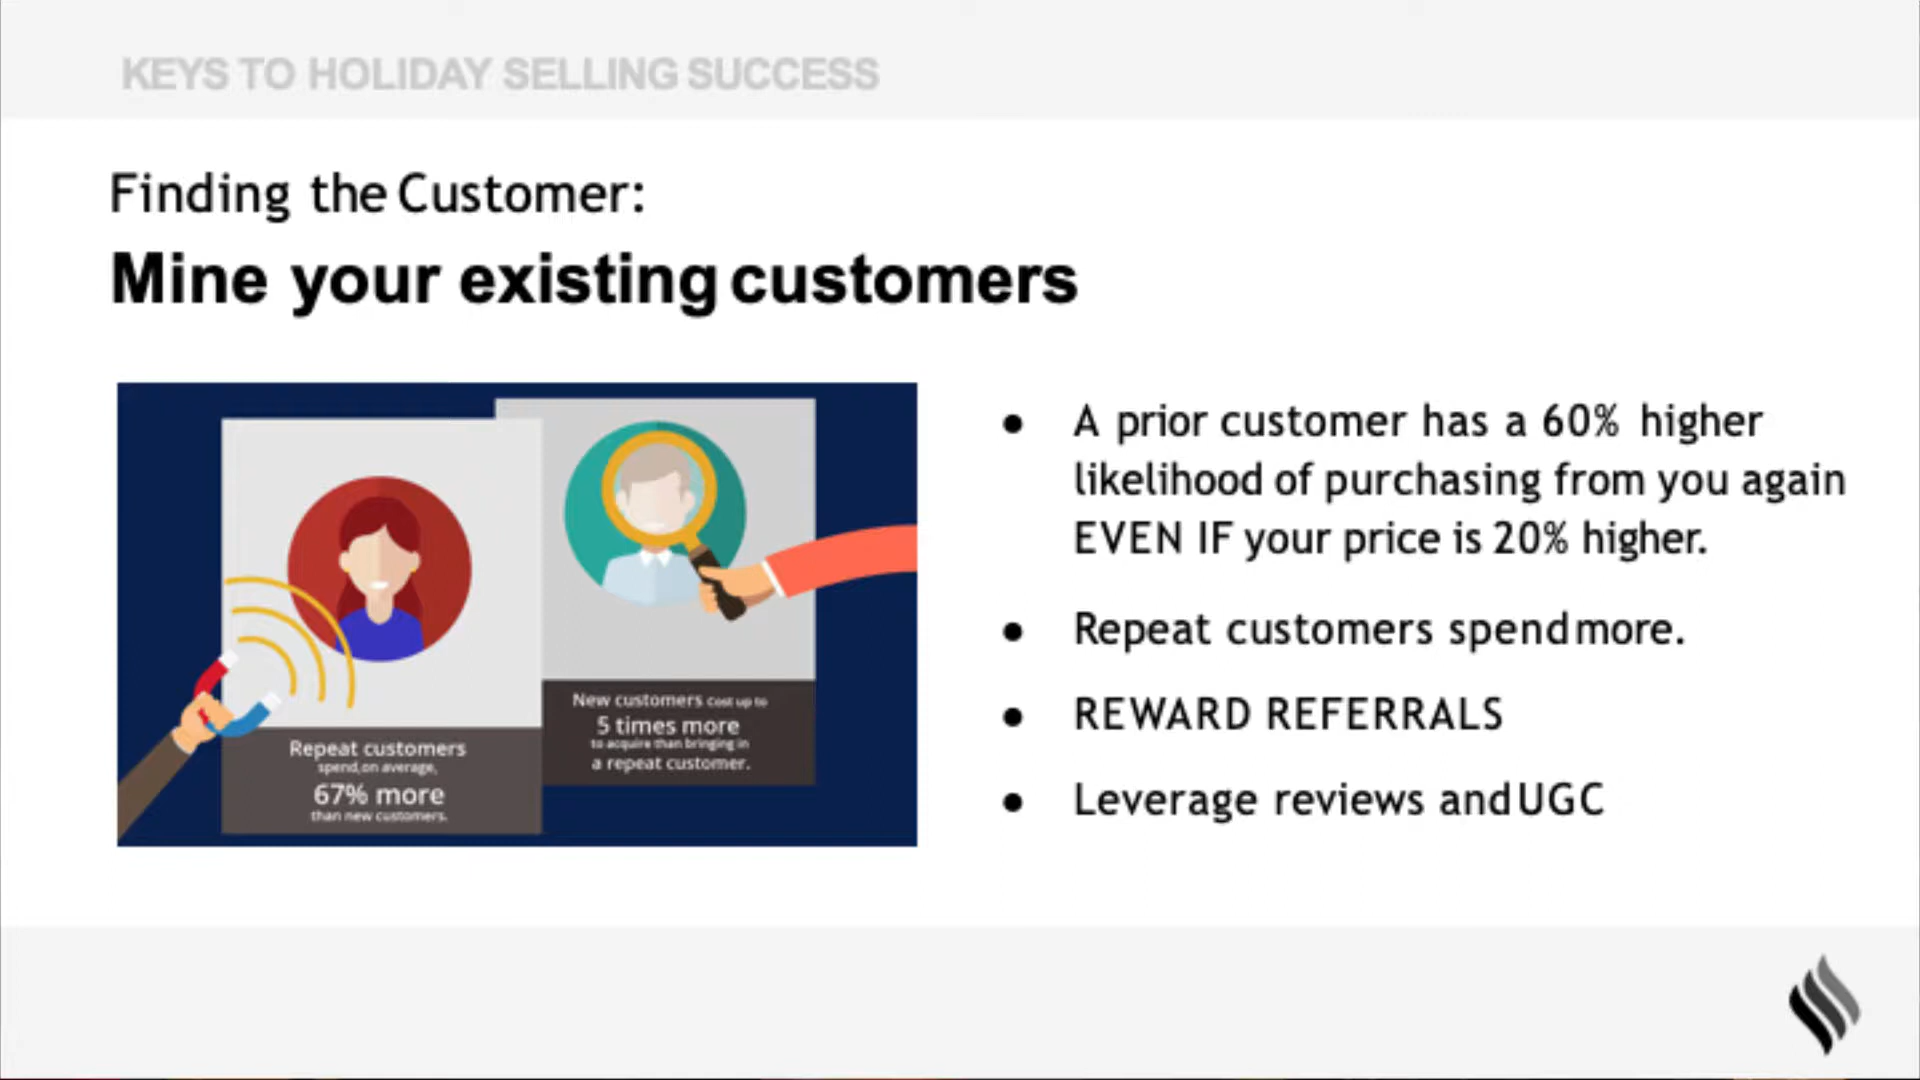 KEYS TO HOLIDAY SELLING SUCCESS
Finding the Customer:
Mine your existing customers
Repeat customers
spend, on average,
67% more
than new customers.
New customers cost up to
5 times more
to acquire than bringing in
a repeat customer.
● A prior customer has a 60% higher
likelihood of purchasing from you again
EVEN IF your price is 20% higher.
● Repeat customers spend more.
● REWARD REFERRALS
● Leverage reviews and UGC